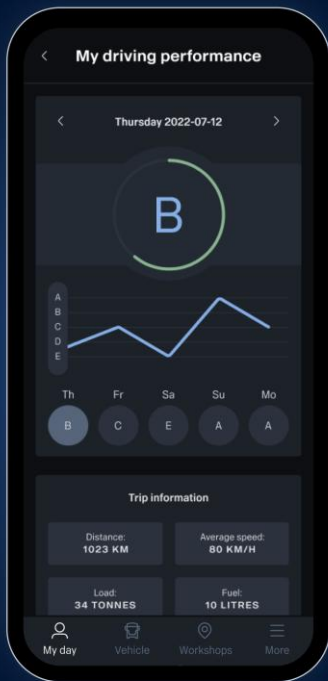 My driving performance
Thursday 2022-07-12
B
A
B
C
D
E
Th Fr Sa Su Mo
B C E A A
Trip information
Distance: Average speed:
1023 KM 80 KM/H
Load: Fuel:
34 TONNES 10 LITRES
My day Vehicle Workshops More